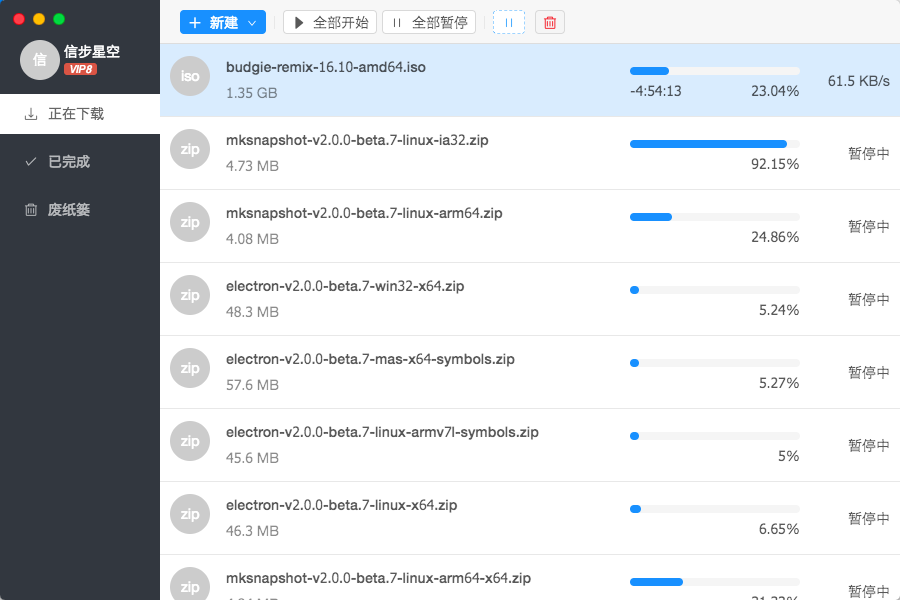 信
信步星空
VIP8
正在下载
已完成
废纸篓
新建
全部开始
全部暂停
iso
budgie-remix-16.10-amd64.iso
1.35 GB
-4:54:13
23.04%
61.5 KB/s
zip
mksnapshot-v2.0.0-beta.7-linux-ia32.zip
4.73 MB
92.15%
暂停中
zip
mksnapshot-v2.0.0-beta.7-linux-arm64.zip
4.08 MB
24.86%
暂停中
zip
electron-v2.0.0-beta.7-win32-x64.zip
48.3 MB
5.24%
暂停中
zip
electron-v2.0.0-beta.7-mas-x64-symbols.zip
57.6 MB
5.27%
暂停中
zip
electron-v2.0.0-beta.7-linux-armv7l-symbols.zip
45.6 MB
5%
暂停中
zip
electron-v2.0.0-beta.7-linux-x64.zip
46.3 MB
6.65%
暂停中
zip
mksnapshot-v2.0.0-beta.7-linux-arm64-x64.zip
暂停中